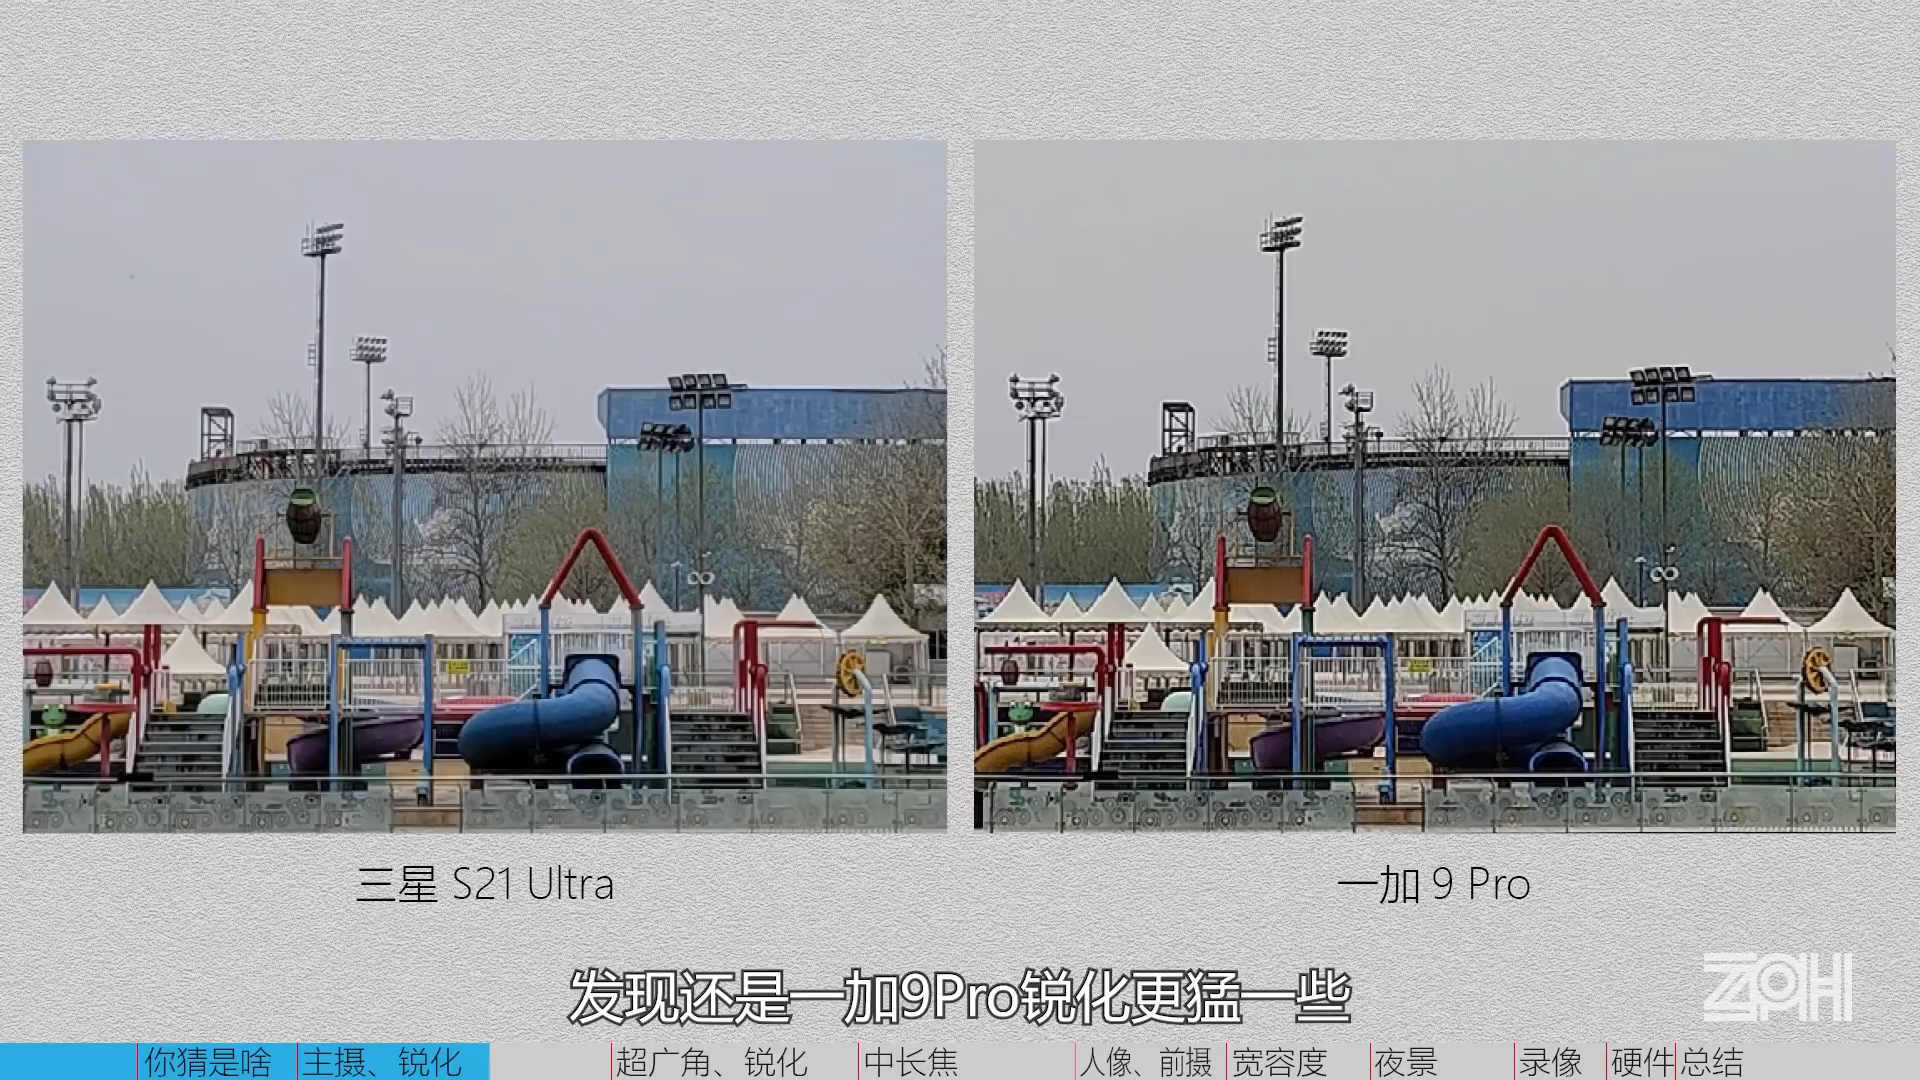 三星 S21 Ultra
一加 9 Pro
发现还是一加9Pro锐化更猛一些
ZPH
你猜是啥
主摄、锐化
超广角、锐化
中长焦
人像、前摄
宽容度
夜景
录像
硬件
总结